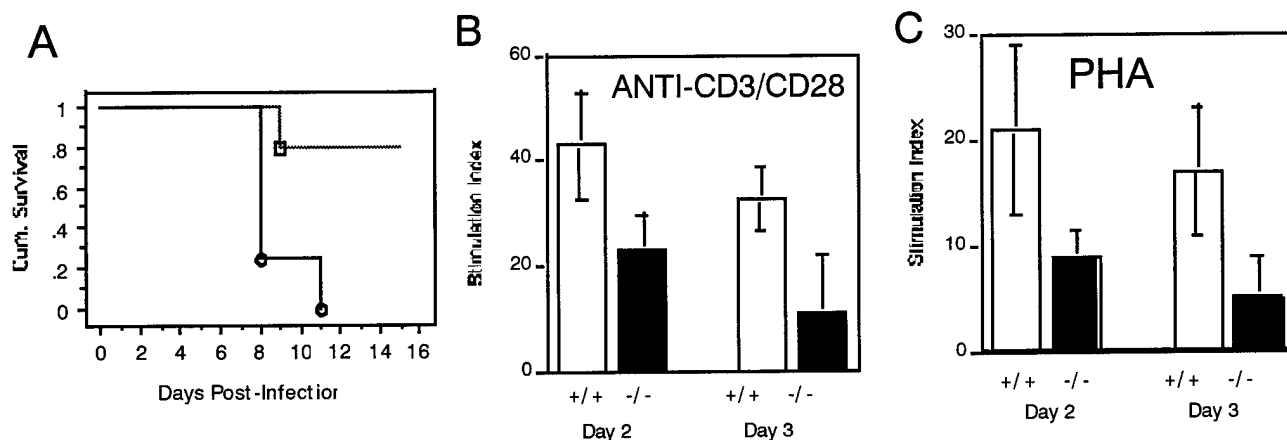 A
Cum. Survival
1
.8
.6
.4
.2
0
0 2 4 6 8 10 12 14 16
Days Post-Infectior
B
ANTI-CD3/CD28
Stimulation Index
60
40
20
0
+/+ -/- +/+ -/-
Day 2 Day 3
C
PHA
Stimulation Index
30
20
10
0
+/+ -/- +/+ -/-
Day 2 Day 3